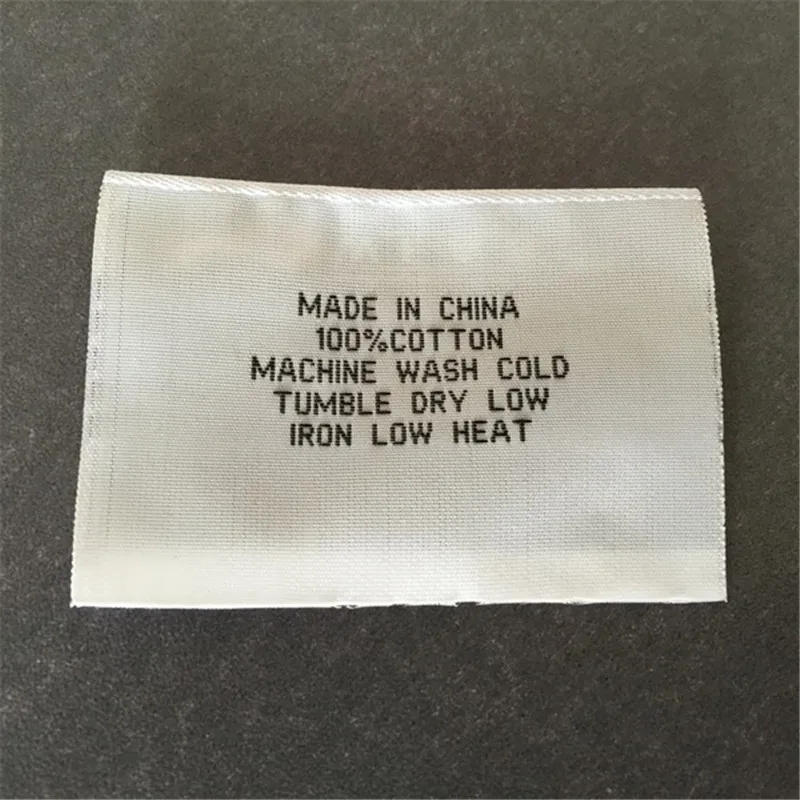 MADE IN CHINA
100%COTTON
MACHINE WASH COLD
TUMBLE DRY LOW
IRON LOW HEAT